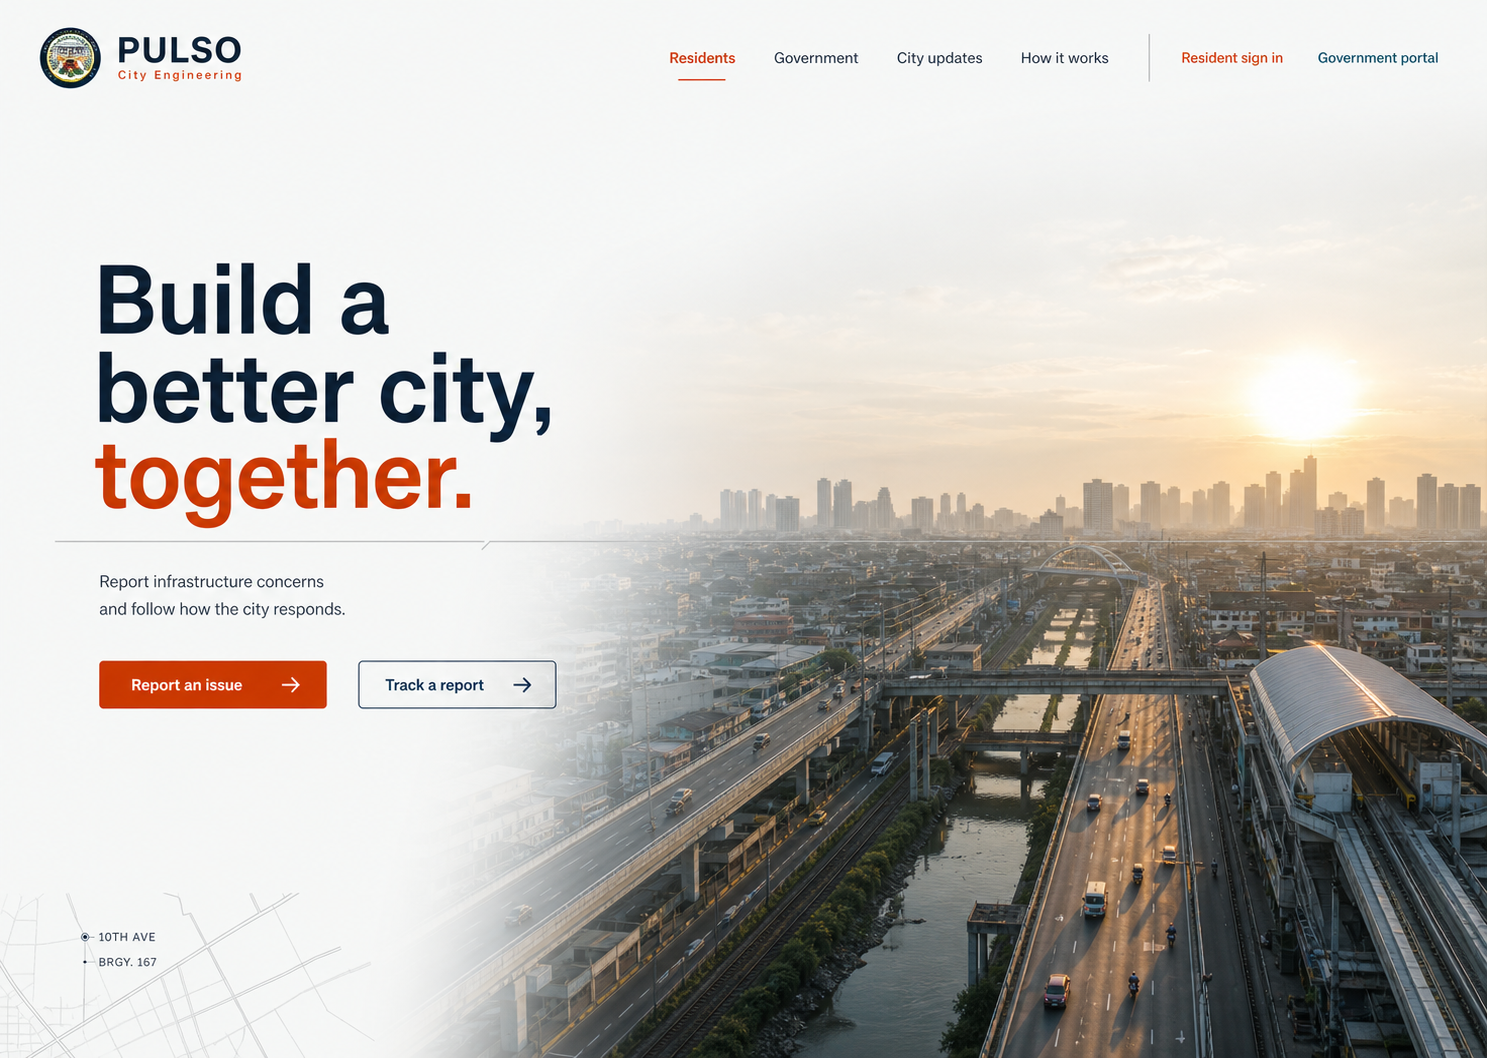 PULSO
City Engineering
Residents
Government
City updates
How it works
Resident sign in
Government portal
Build a
better city,
together.
Report infrastructure concerns
and follow how the city responds.
Report an issue
Track a report
10TH AVE
BRGY. 167